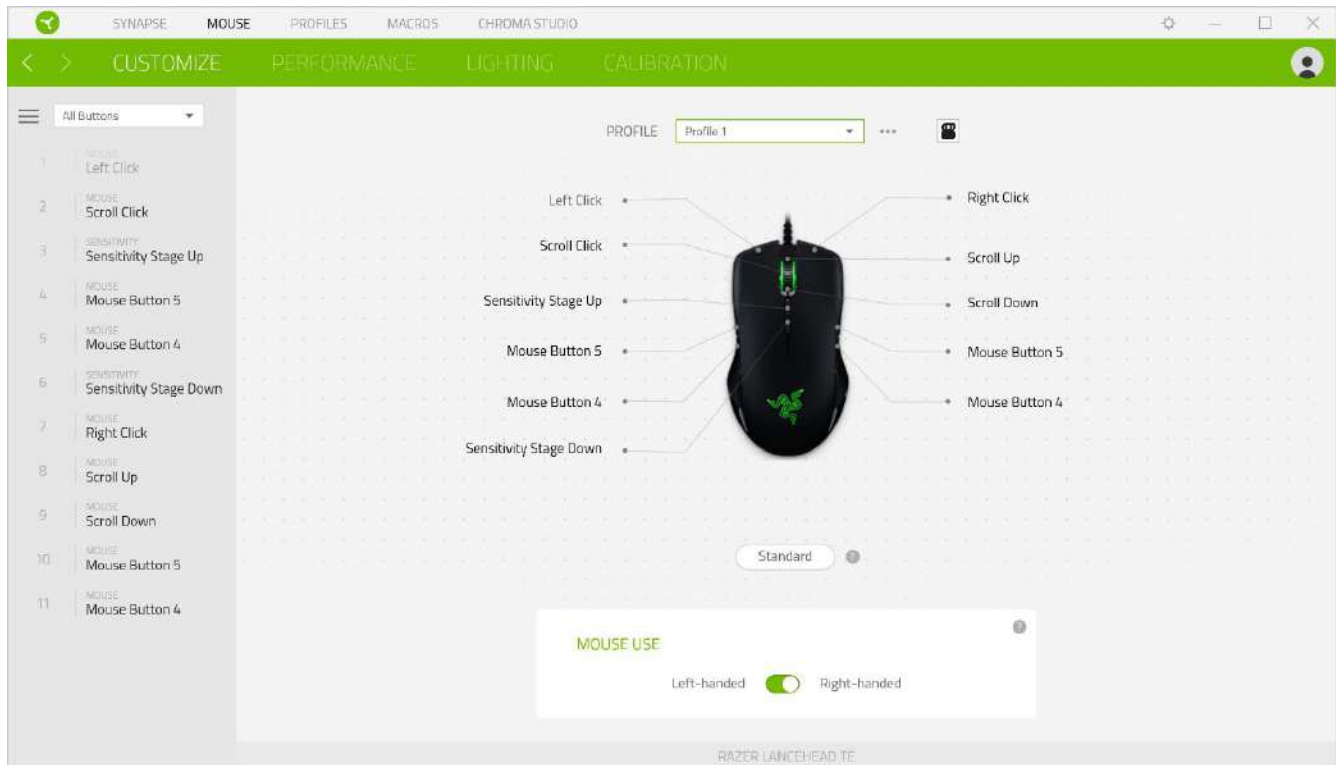 SYNAPSE MOUSE PROFILES MACROS CHROMA STUDIO
CUSTOMIZE PERFORMANCE LIGHTING CALIBRATION
All Buttons
PROFILE Profile 1
1 MOUSE
Left Click
2 MOUSE
Scroll Click
3 SENSITIVITY
Sensitivity Stage Up
4 MOUSE
Mouse Button 5
5 MOUSE
Mouse Button 4
6 SENSITIVITY
Sensitivity Stage Down
7 MOUSE
Right Click
8 MOUSE
Scroll Up
9 MOUSE
Scroll Down
10 MOUSE
Mouse Button 5
11 MOUSE
Mouse Button 4
Left Click
Scroll Click
Sensitivity Stage Up
Mouse Button 5
Mouse Button 4
Sensitivity Stage Down
Right Click
Scroll Up
Scroll Down
Mouse Button 5
Mouse Button 4
Standard ?
MOUSE USE ?
Left-handed Right-handed
RAZER LANCEHEAD TE